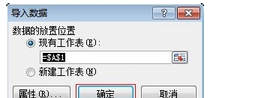 导入数据
数据的放置位置
现有工作表(E):
=$A$1
新建工作表(N)
属性(R)... 确定 取消